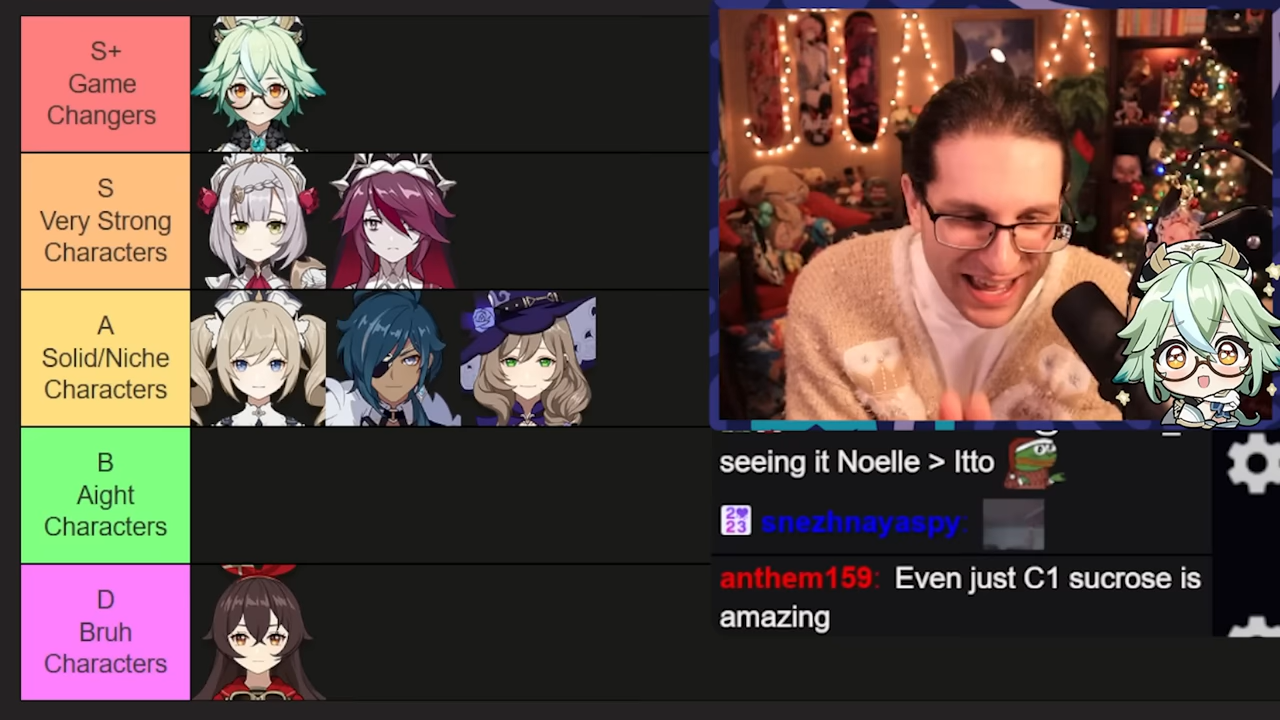 S+
Game
Changers
S
Very Strong
Characters
A
Solid/Niche
Characters
B
Aight
Characters
D
Bruh
Characters
seeing it Noelle > Itto
snezhnayaspy:
anthem159: Even just C1 sucrose is
amazing